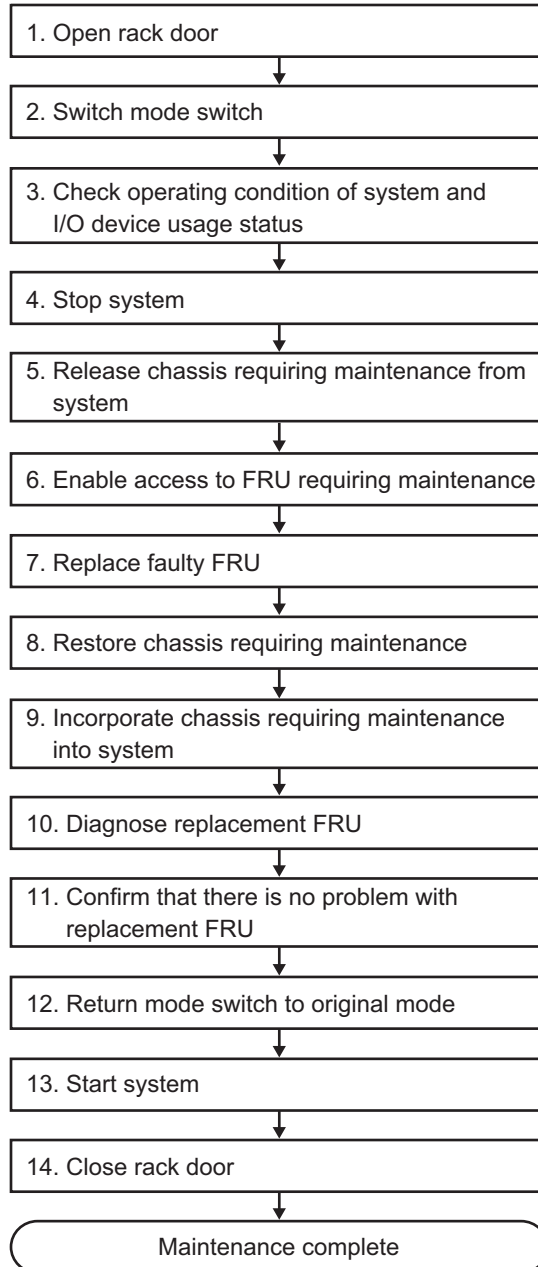 1. Open rack door
2. Switch mode switch
3. Check operating condition of system and
I/O device usage status
4. Stop system
5. Release chassis requiring maintenance from
system
6. Enable access to FRU requiring maintenance
7. Replace faulty FRU
8. Restore chassis requiring maintenance
9. Incorporate chassis requiring maintenance
into system
10. Diagnose replacement FRU
11. Confirm that there is no problem with
replacement FRU
12. Return mode switch to original mode
13. Start system
14. Close rack door
Maintenance complete